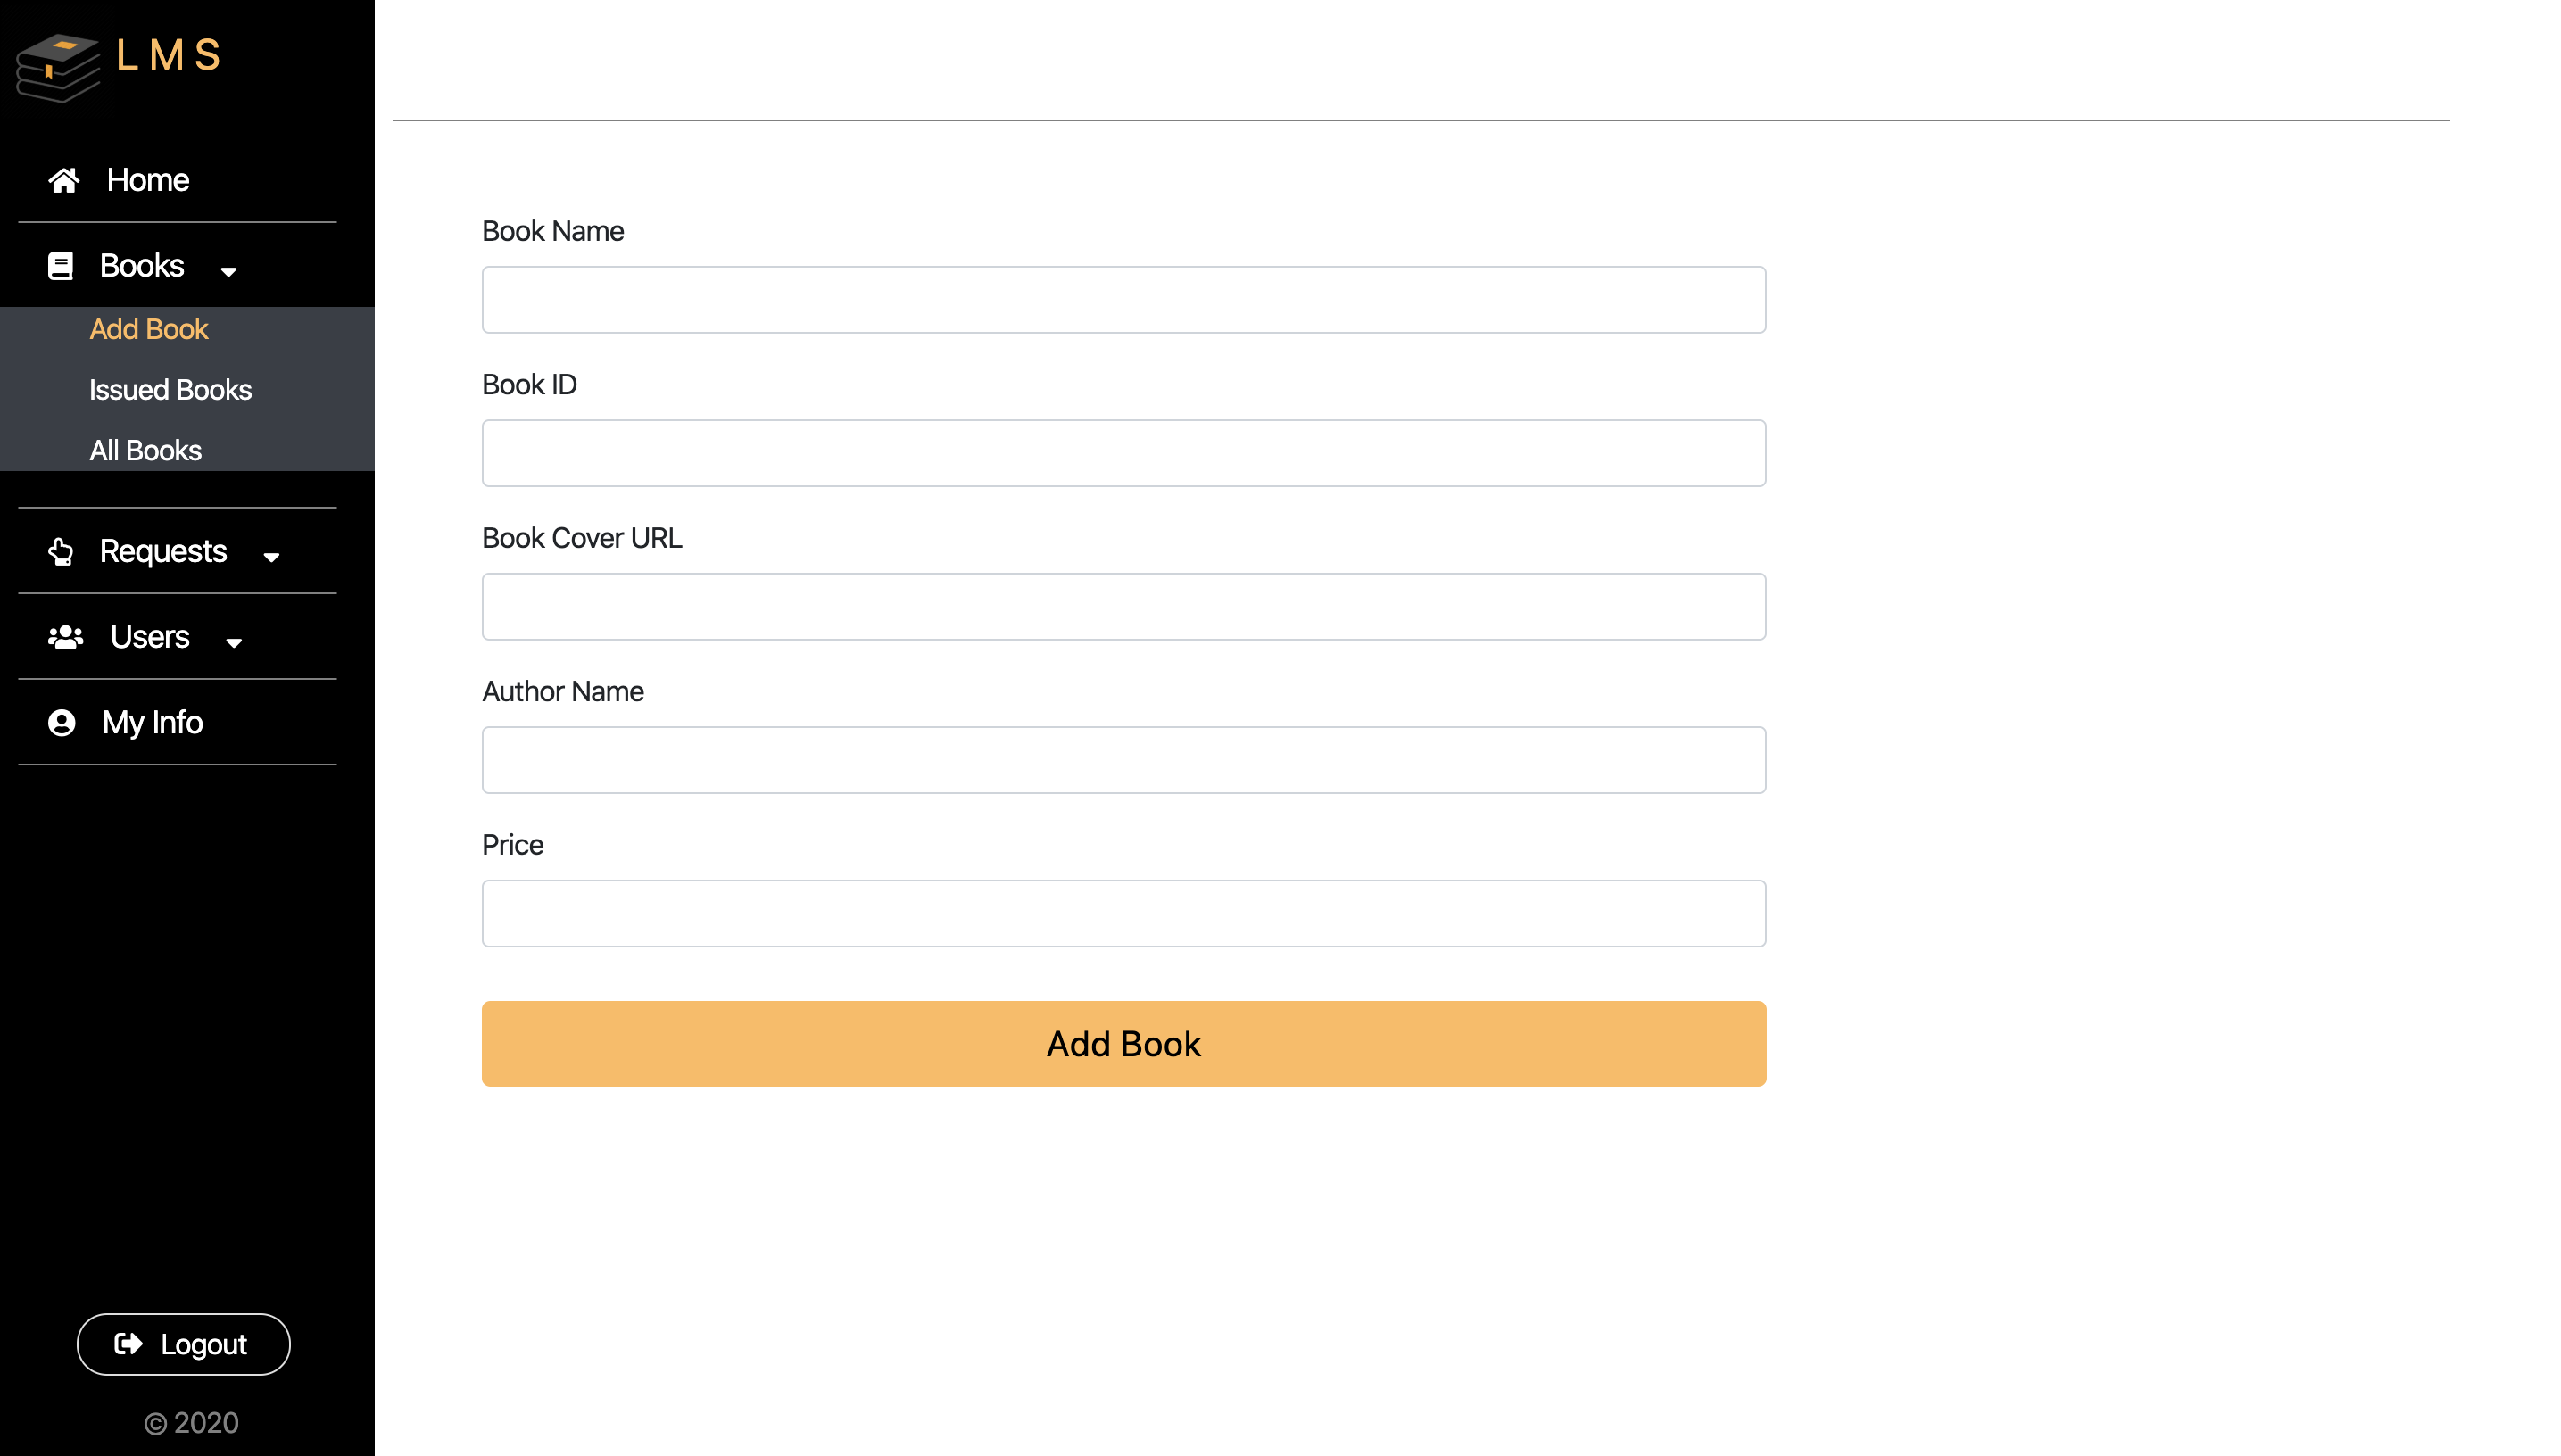 L M S
Home
Books
Add Book
Issued Books
All Books
Requests
Users
My Info
Logout
© 2020
Book Name
Book ID
Book Cover URL
Author Name
Price
Add Book